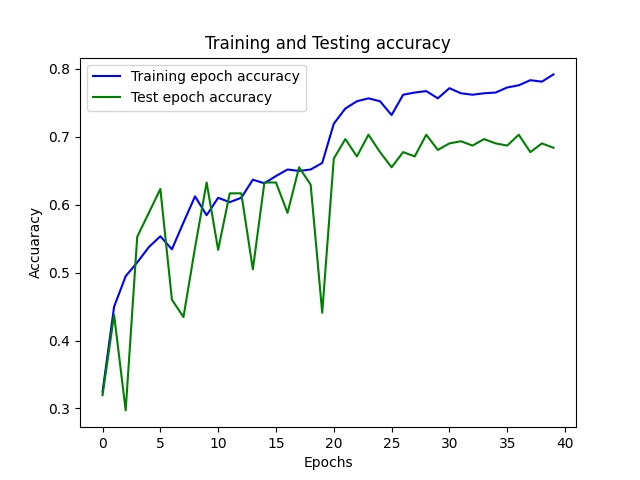 Training and Testing accuracy
Training epoch accuracy
Test epoch accuracy
0.8
0.7
0.6
0.5
0.4
0.3
Accuaracy
0 5 10 15 20 25 30 35 40
Epochs